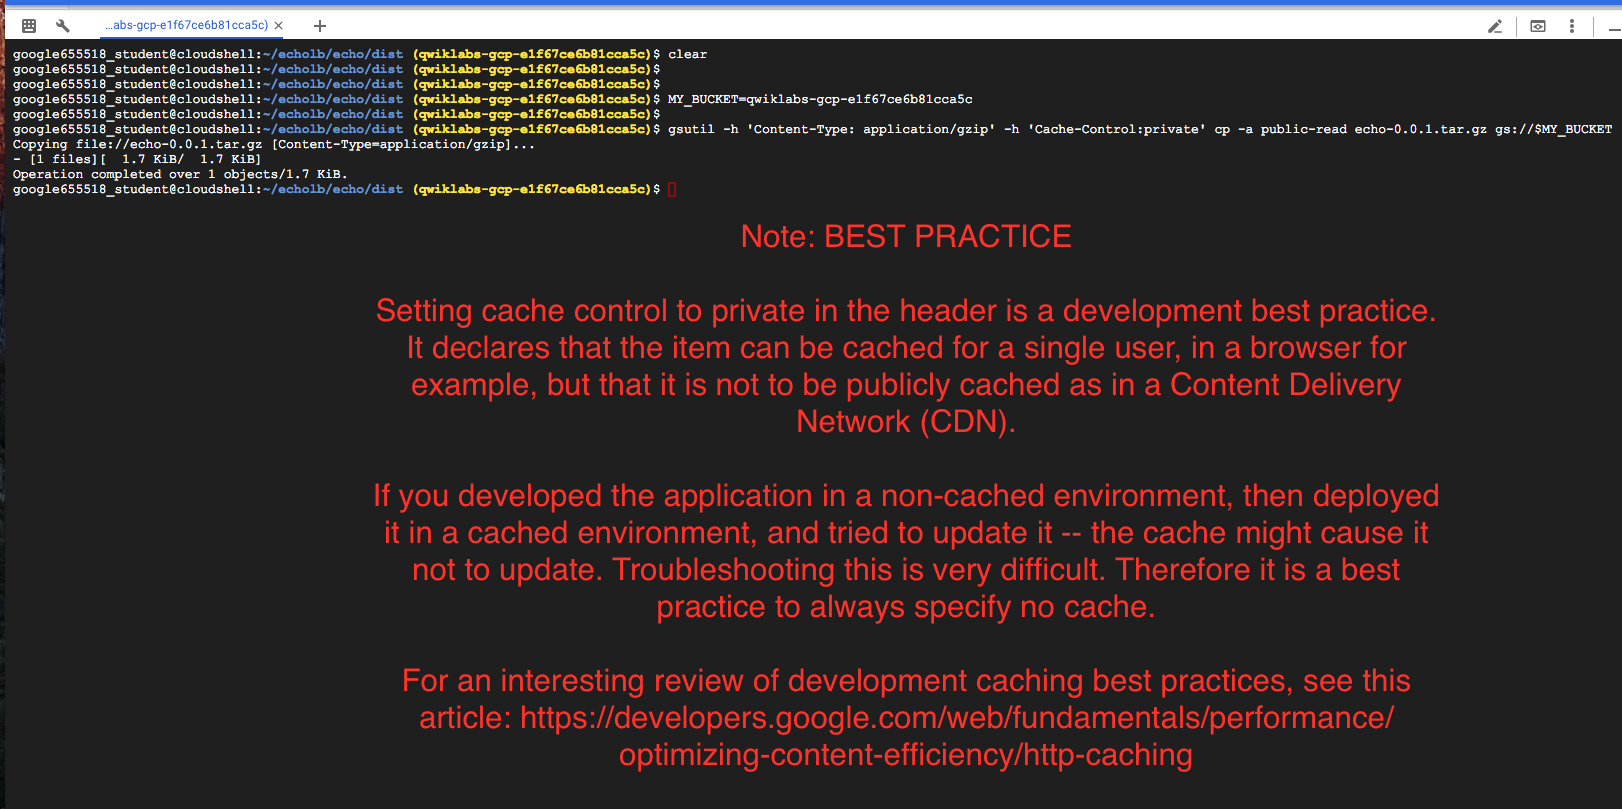 ...abs-gcp-e1f67ce6b81cca5c) × +
google655518_student@cloudshell:~/echolb/echo/dist (qwiklabs-gcp-e1f67ce6b81cca5c)$ clear
google655518_student@cloudshell:~/echolb/echo/dist (qwiklabs-gcp-e1f67ce6b81cca5c)$
google655518_student@cloudshell:~/echolb/echo/dist (qwiklabs-gcp-e1f67ce6b81cca5c)$
google655518_student@cloudshell:~/echolb/echo/dist (qwiklabs-gcp-e1f67ce6b81cca5c)$ MY_BUCKET=qwiklabs-gcp-e1f67ce6b81cca5c
google655518_student@cloudshell:~/echolb/echo/dist (qwiklabs-gcp-e1f67ce6b81cca5c)$
google655518_student@cloudshell:~/echolb/echo/dist (qwiklabs-gcp-e1f67ce6b81cca5c)$ gsutil -h 'Content-Type: application/gzip' -h 'Cache-Control:private' cp -a public-read echo-0.0.1.tar.gz gs://$MY_BUCKET
Copying file://echo-0.0.1.tar.gz [Content-Type=application/gzip]...
- [1 files][  1.7 KiB/  1.7 KiB]
Operation completed over 1 objects/1.7 KiB.
google655518_student@cloudshell:~/echolb/echo/dist (qwiklabs-gcp-e1f67ce6b81cca5c)$
Note: BEST PRACTICE
Setting cache control to private in the header is a development best practice.
It declares that the item can be cached for a single user, in a browser for
example, but that it is not to be publicly cached as in a Content Delivery
Network (CDN).
If you developed the application in a non-cached environment, then deployed
it in a cached environment, and tried to update it -- the cache might cause it
not to update. Troubleshooting this is very difficult. Therefore it is a best
practice to always specify no cache.
For an interesting review of development caching best practices, see this
article: https://developers.google.com/web/fundamentals/performance/
optimizing-content-efficiency/http-caching